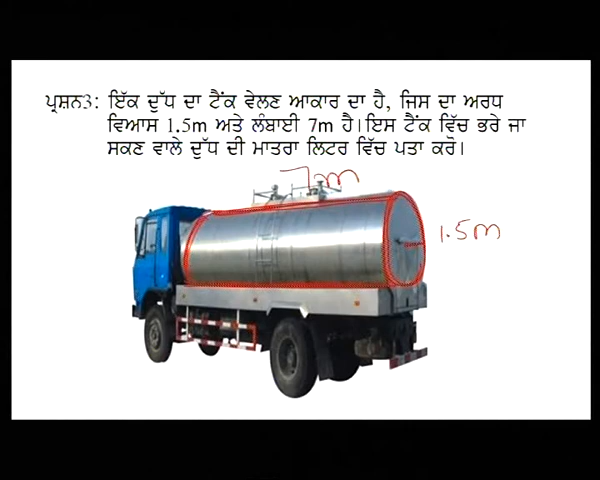 ਪ੍ਰਸ਼ਨ3: ਇੱਕ ਦੁੱਧ ਦਾ ਟੈਂਕ ਵੇਲਣ ਆਕਾਰ ਦਾ ਹੈ, ਜਿਸ ਦਾ ਅਰਧ
ਵਿਆਸ 1.5m ਅਤੇ ਲੰਬਾਈ 7m ਹੈ।ਇਸ ਟੈਂਕ ਵਿੱਚ ਭਰੇ ਜਾ
ਸਕਣ ਵਾਲੇ ਦੁੱਧ ਦੀ ਮਾਤਰਾ ਲਿਟਰ ਵਿੱਚ ਪਤਾ ਕਰੋ।
7m
1.5m